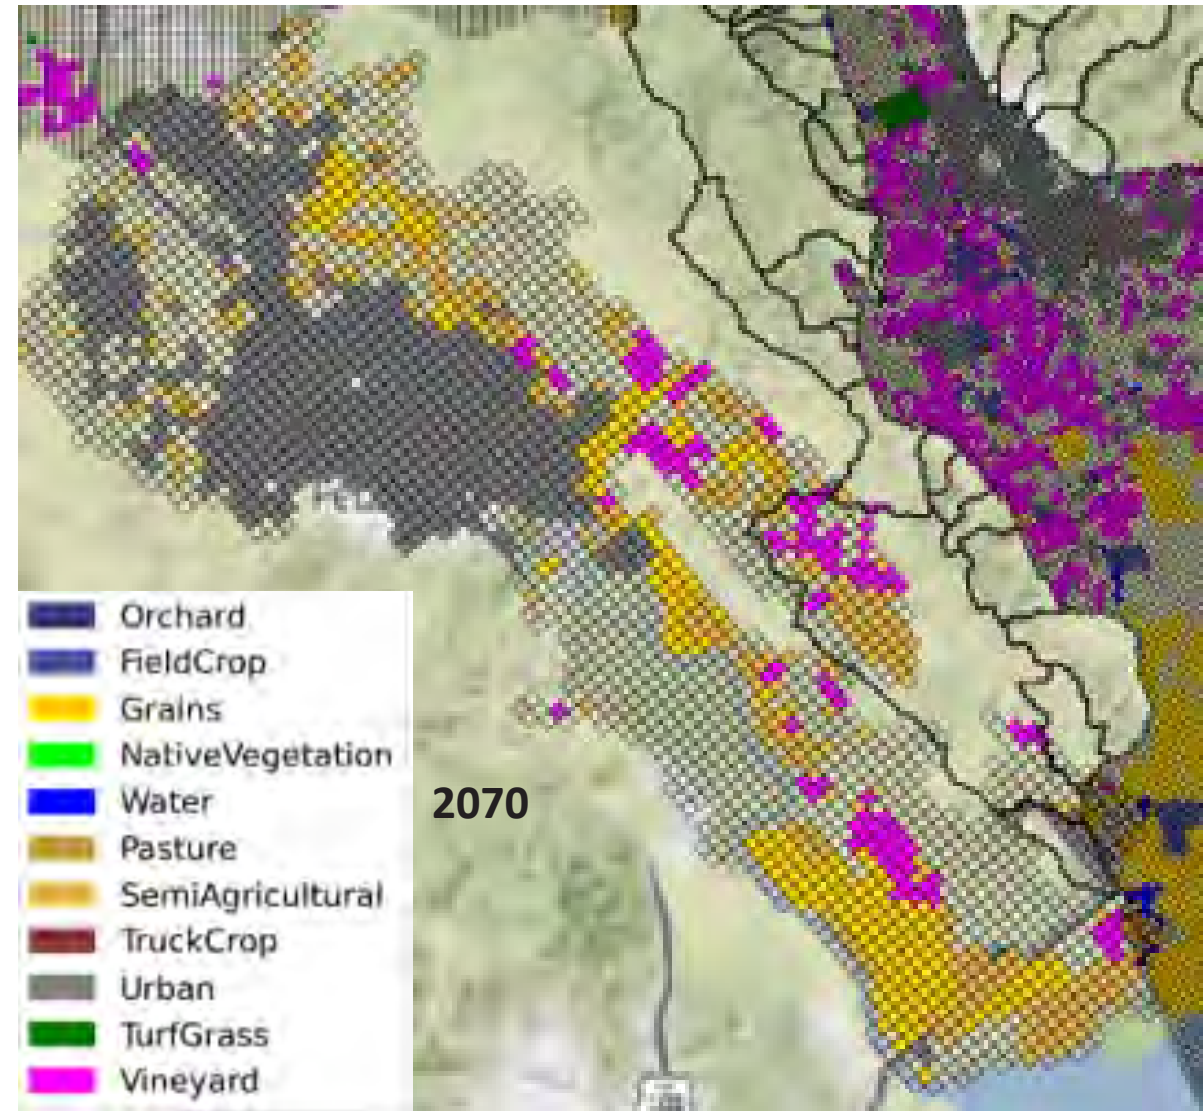 Orchard
FieldCrop
Grains
NativeVegetation
Water
Pasture
SemiAgricultural
TruckCrop
Urban
TurfGrass
Vineyard
2070